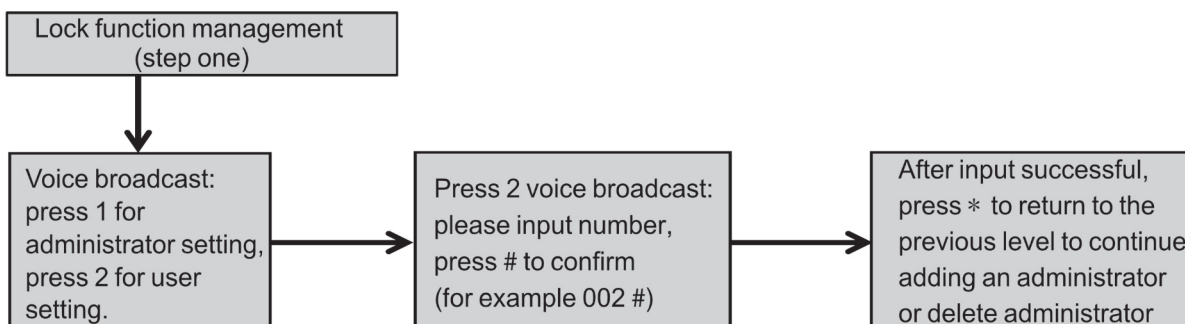 Lock function management
(step one)
Voice broadcast:
press 1 for
administrator setting,
press 2 for user
setting.
Press 2 voice broadcast:
please input number,
press # to confirm
(for example 002 #)
After input successful,
press * to return to the
previous level to continue
adding an administrator
or delete administrator